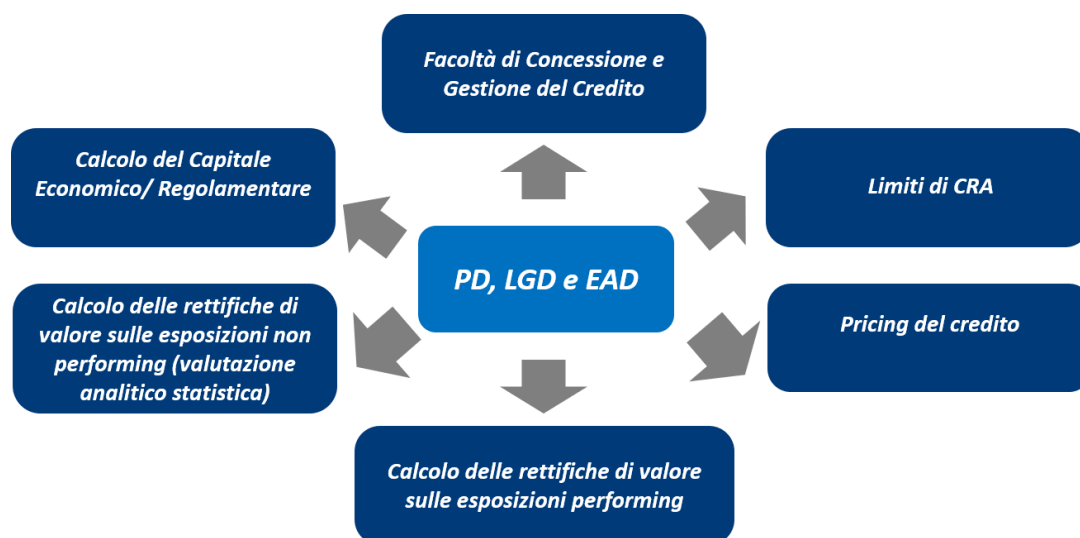 Facoltà di Concessione e
Gestione del Credito
Calcolo del Capitale
Economico/ Regolamentare
Limiti di CRA
PD, LGD e EAD
Calcolo delle rettifiche di
valore sulle esposizioni non
performing (valutazione
analitico statistica)
Pricing del credito
Calcolo delle rettifiche di valore
sulle esposizioni performing